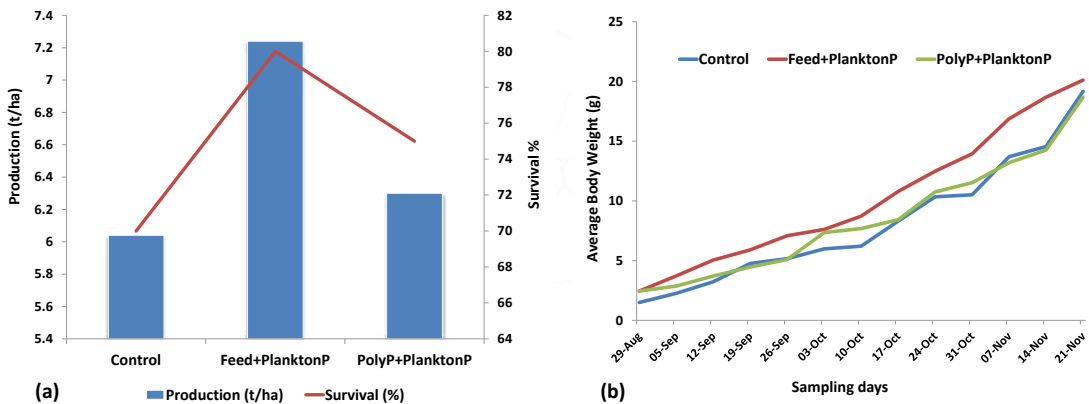 7.4
7.2
7
6.8
6.6
6.4
6.2
6
5.8
5.6
5.4
Production (t/ha)
82
80
78
76
74
72
70
68
66
64
Survival %
Control Feed+PlanktonP PolyP+PlanktonP
(a)
Production (t/ha) Survival (%)
25
20
15
10
5
0
Average Body Weight (g)
Control Feed+PlanktonP PolyP+PlanktonP
29-Aug 05-Sep 12-Sep 19-Sep 26-Sep 03-Oct 10-Oct 17-Oct 24-Oct 31-Oct 07-Nov 14-Nov 21-Nov
(b)
Sampling days